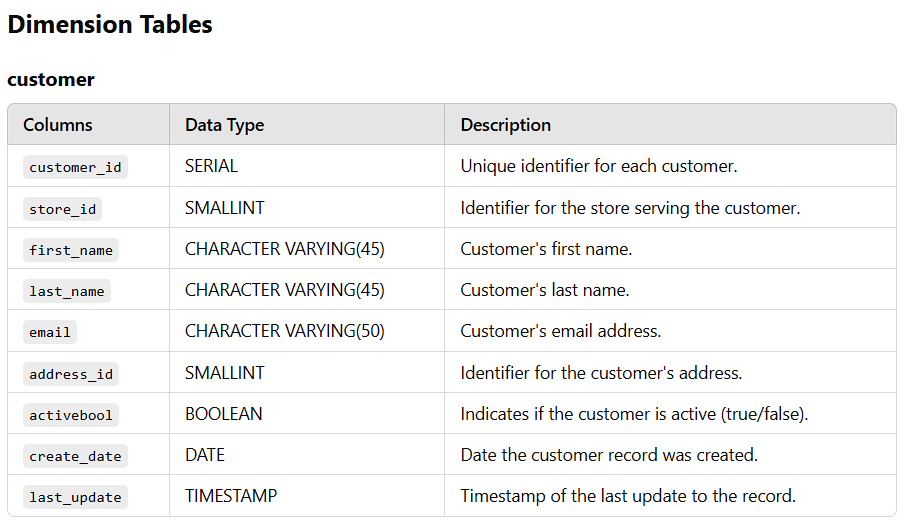 Dimension Tables
customer
Columns Data Type Description
customer_id SERIAL Unique identifier for each customer.
store_id SMALLINT Identifier for the store serving the customer.
first_name CHARACTER VARYING(45) Customer's first name.
last_name CHARACTER VARYING(45) Customer's last name.
email CHARACTER VARYING(50) Customer's email address.
address_id SMALLINT Identifier for the customer's address.
activebool BOOLEAN Indicates if the customer is active (true/false).
create_date DATE Date the customer record was created.
last_update TIMESTAMP Timestamp of the last update to the record.